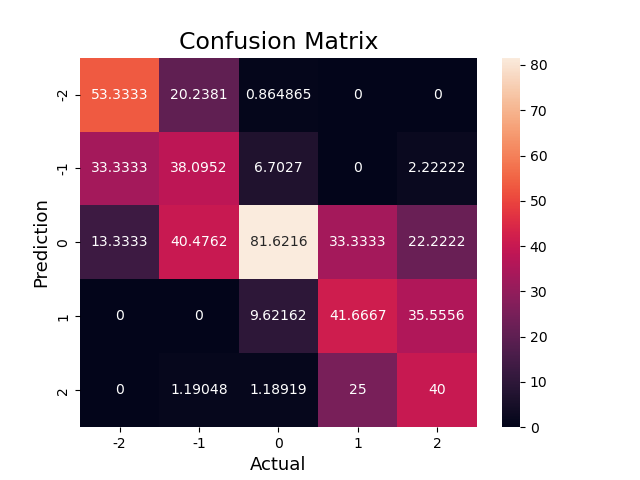 Confusion Matrix
-2 53.3333 20.2381 0.864865 0 0
-1 33.3333 38.0952 6.7027 0 2.22222
0 13.3333 40.4762 81.6216 33.3333 22.2222
1 0 0 9.62162 41.6667 35.5556
2 0 1.19048 1.18919 25 40
-2 -1 0 1 2
Actual
Prediction
80
70
60
50
40
30
20
10
0